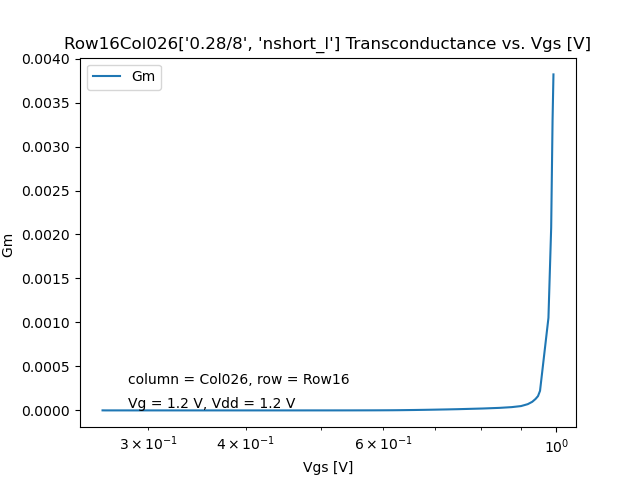 Row16Col026['0.28/8', 'nshort_l'] Transconductance vs. Vgs [V]
Gm
0.0040
0.0035
0.0030
0.0025
0.0020
0.0015
0.0010
0.0005
0.0000
Gm
column = Col026, row = Row16
Vg = 1.2 V, Vdd = 1.2 V
3 × 10⁻¹ 4 × 10⁻¹ 6 × 10⁻¹ 10⁰
Vgs [V]